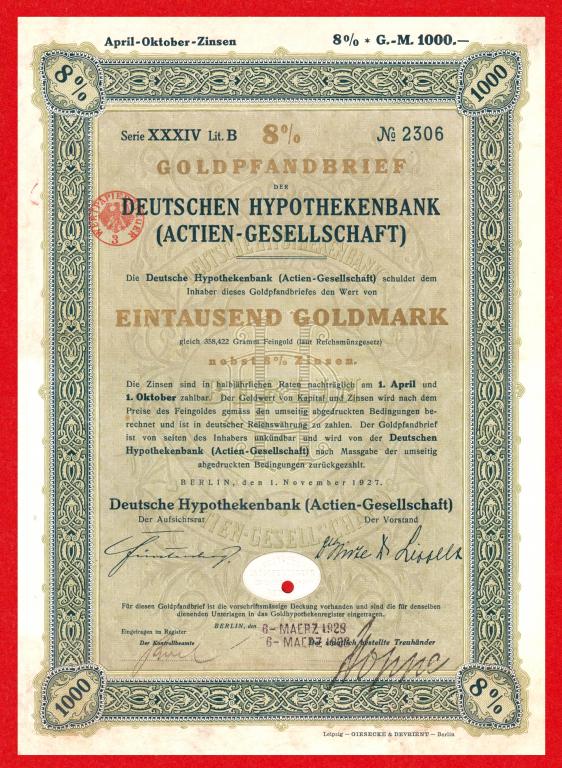 April-Oktober-Zinsen 8% * G.-M. 1000.—
8% 1000
Serie XXXIV Lit. B 8% № 2306
GOLDPFANDBRIEF
DER
DEUTSCHEN HYPOTHEKENBANK
(ACTIEN-GESELLSCHAFT)
WERTPAPIERSTEUER
3
Die Deutsche Hypothekenbank (Actien-Gesellschaft) schuldet dem
Inhaber dieses Goldpfandbriefes den Wert von
EINTAUSEND GOLDMARK
gleich 358,422 Gramm Feingold (laut Reichsmünzgesetz)
nebst 8% Zinsen.
Die Zinsen sind in halbjährlichen Raten nachträglich am 1. April und
1. Oktober zahlbar. Der Goldwert von Kapital und Zinsen wird nach dem
Preise des Feingoldes gemäss den umseitig abgedruckten Bedingungen be-
rechnet und ist in deutscher Reichswährung zu zahlen. Der Goldpfandbrief
ist von seiten des Inhabers unkündbar und wird von der Deutschen
Hypothekenbank (Actien-Gesellschaft) nach Massgabe der umseitig
abgedruckten Bedingungen zurückgezahlt.
BERLIN, den 1. November 1927.
Deutsche Hypothekenbank (Actien-Gesellschaft)
Der Aufsichtsrat Der Vorstand
Für diesen Goldpfandbrief ist die vorschriftsmässige Deckung vorhanden und sind die für denselben
dienenden Unterlagen in das Goldhypothekenregister eingetragen.
BERLIN, den 6-MAERZ 1928
Eingetragen im Register 6-MAERZ 1928
Der Kontrollbeamte Der staatlich bestellte Treuhänder
1000 8%
Leipzig – GIESECKE & DEVRIENT – Berlin